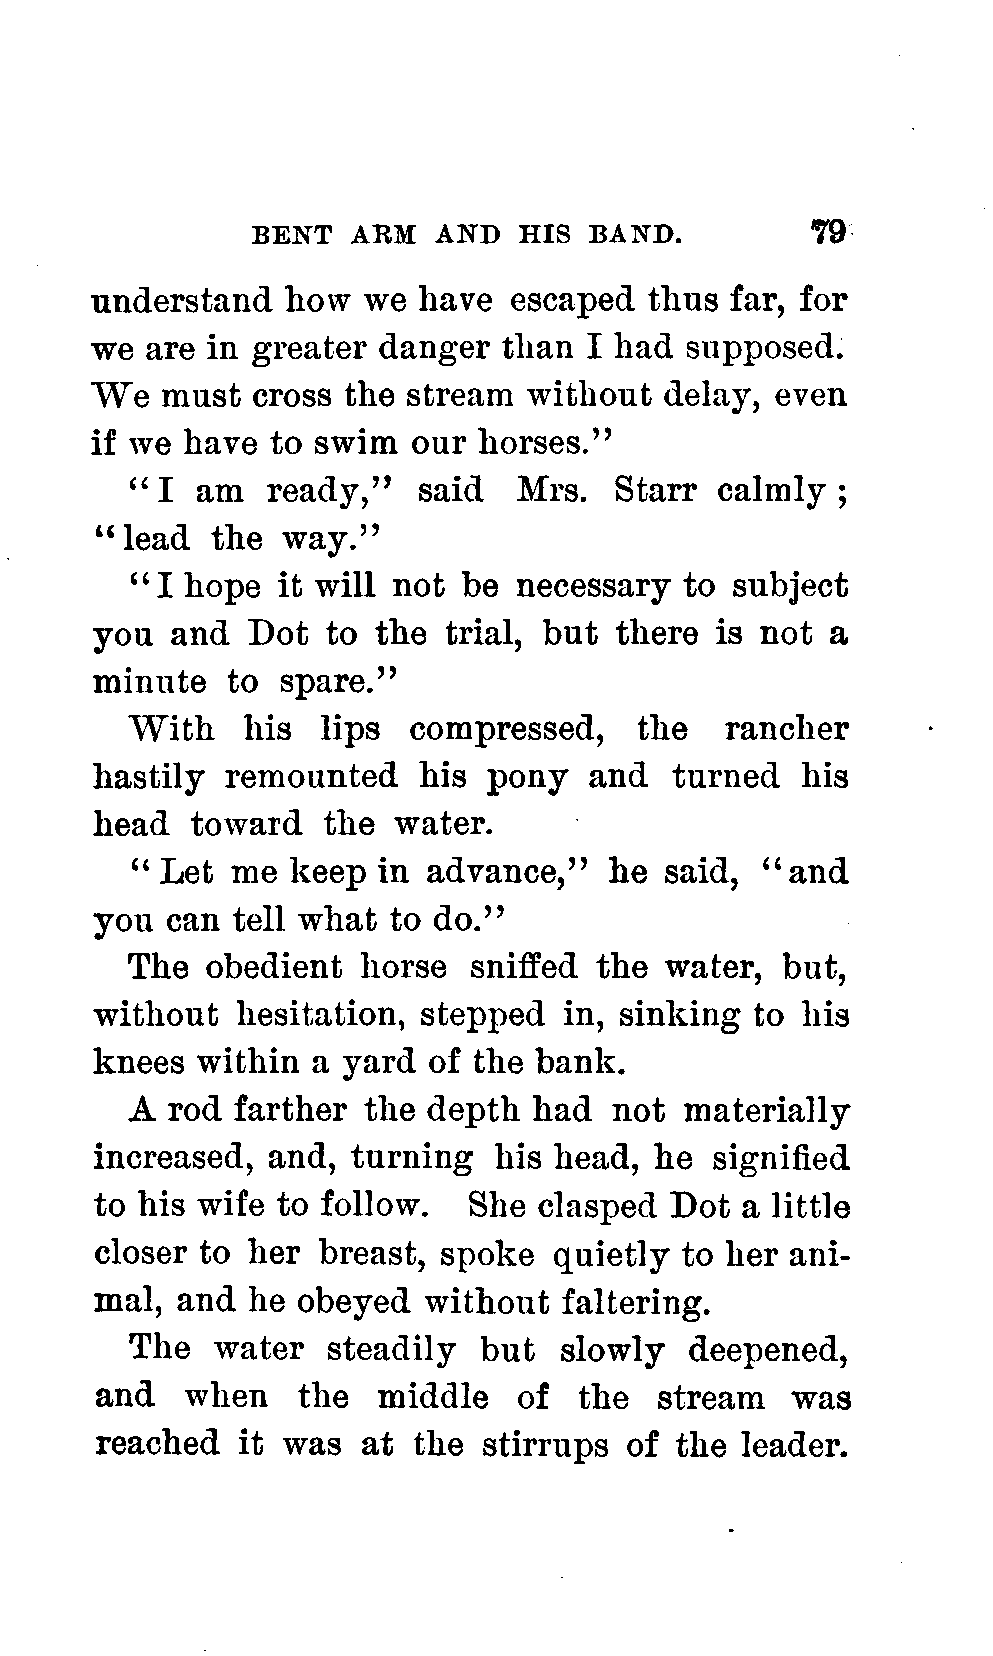 BENT ARM AND HIS BAND. 79
understand how we have escaped thus far, for
we are in greater danger than I had supposed.
We must cross the stream without delay, even
if we have to swim our horses."
"I am ready," said Mrs. Starr calmly;
"lead the way."
"I hope it will not be necessary to subject
you and Dot to the trial, but there is not a
minute to spare."
With his lips compressed, the rancher
hastily remounted his pony and turned his
head toward the water.
"Let me keep in advance," he said, "and
you can tell what to do."
The obedient horse sniffed the water, but,
without hesitation, stepped in, sinking to his
knees within a yard of the bank.
A rod farther the depth had not materially
increased, and, turning his head, he signified
to his wife to follow. She clasped Dot a little
closer to her breast, spoke quietly to her ani-
mal, and he obeyed without faltering.
The water steadily but slowly deepened,
and when the middle of the stream was
reached it was at the stirrups of the leader.